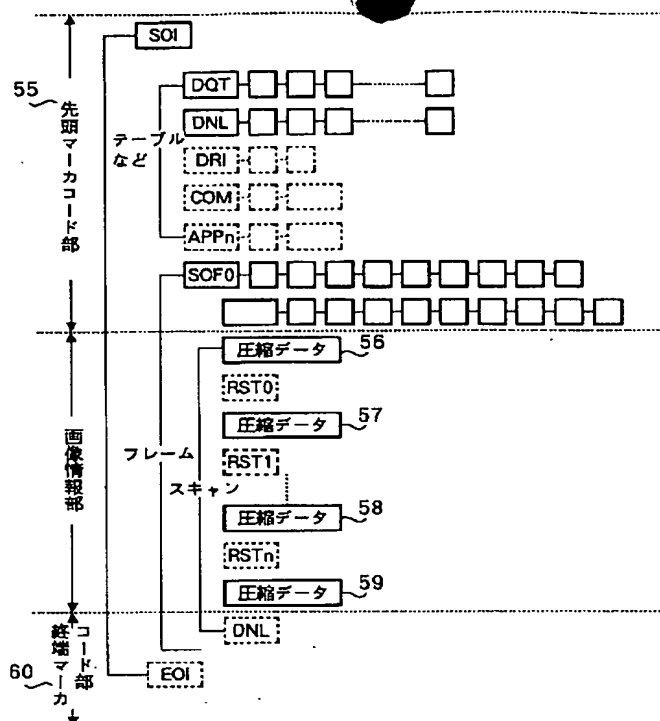 SOI
55
先頭マーカコード部
テーブル
など
DQT
DNL
DRI
COM
APPn
SOF0
圧縮データ
56
RST0
画像情報部
フレーム
スキャン
圧縮データ
57
RST1
圧縮データ
58
RSTn
圧縮データ
59
DNL
終端マーカ
コード部
60
EOI